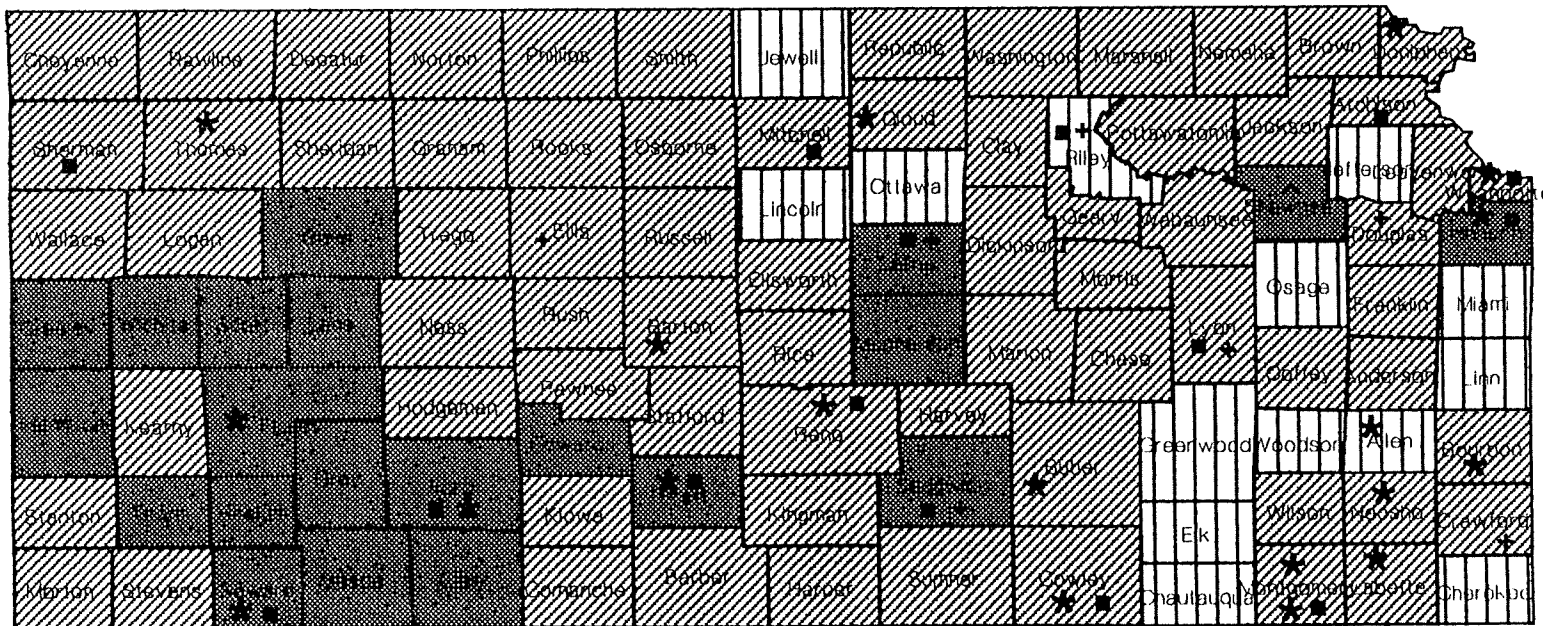 Cheyenne Rawlins Decatur Norton Phillips Smith Jewell Republic Washington Marshall Nemaha Brown Doniphan
Sherman Thomas Sheridan Graham Rooks Osborne Mitchell Cloud Clay Riley Pottawatomie Jackson Atchison
Wallace Logan Trego Ellis Russell Lincoln Ottawa Dickinson Geary Wabaunsee Jefferson Leavenworth Wyandotte
Ellsworth Morris Osage Douglas Franklin Miami
Ness Rush Barton Rice Marion Chase Lyon Coffey Anderson Linn
Kearny Finney Hodgeman Pawnee Stafford Reno Harvey Butler Greenwood Woodson Allen Bourbon
Stanton Gray Kiowa Kingman Elk Wilson Neosho Crawford
Morton Stevens Seward Comanche Barber Harper Sumner Cowley Chautauqua Montgomery Labette Cherokee